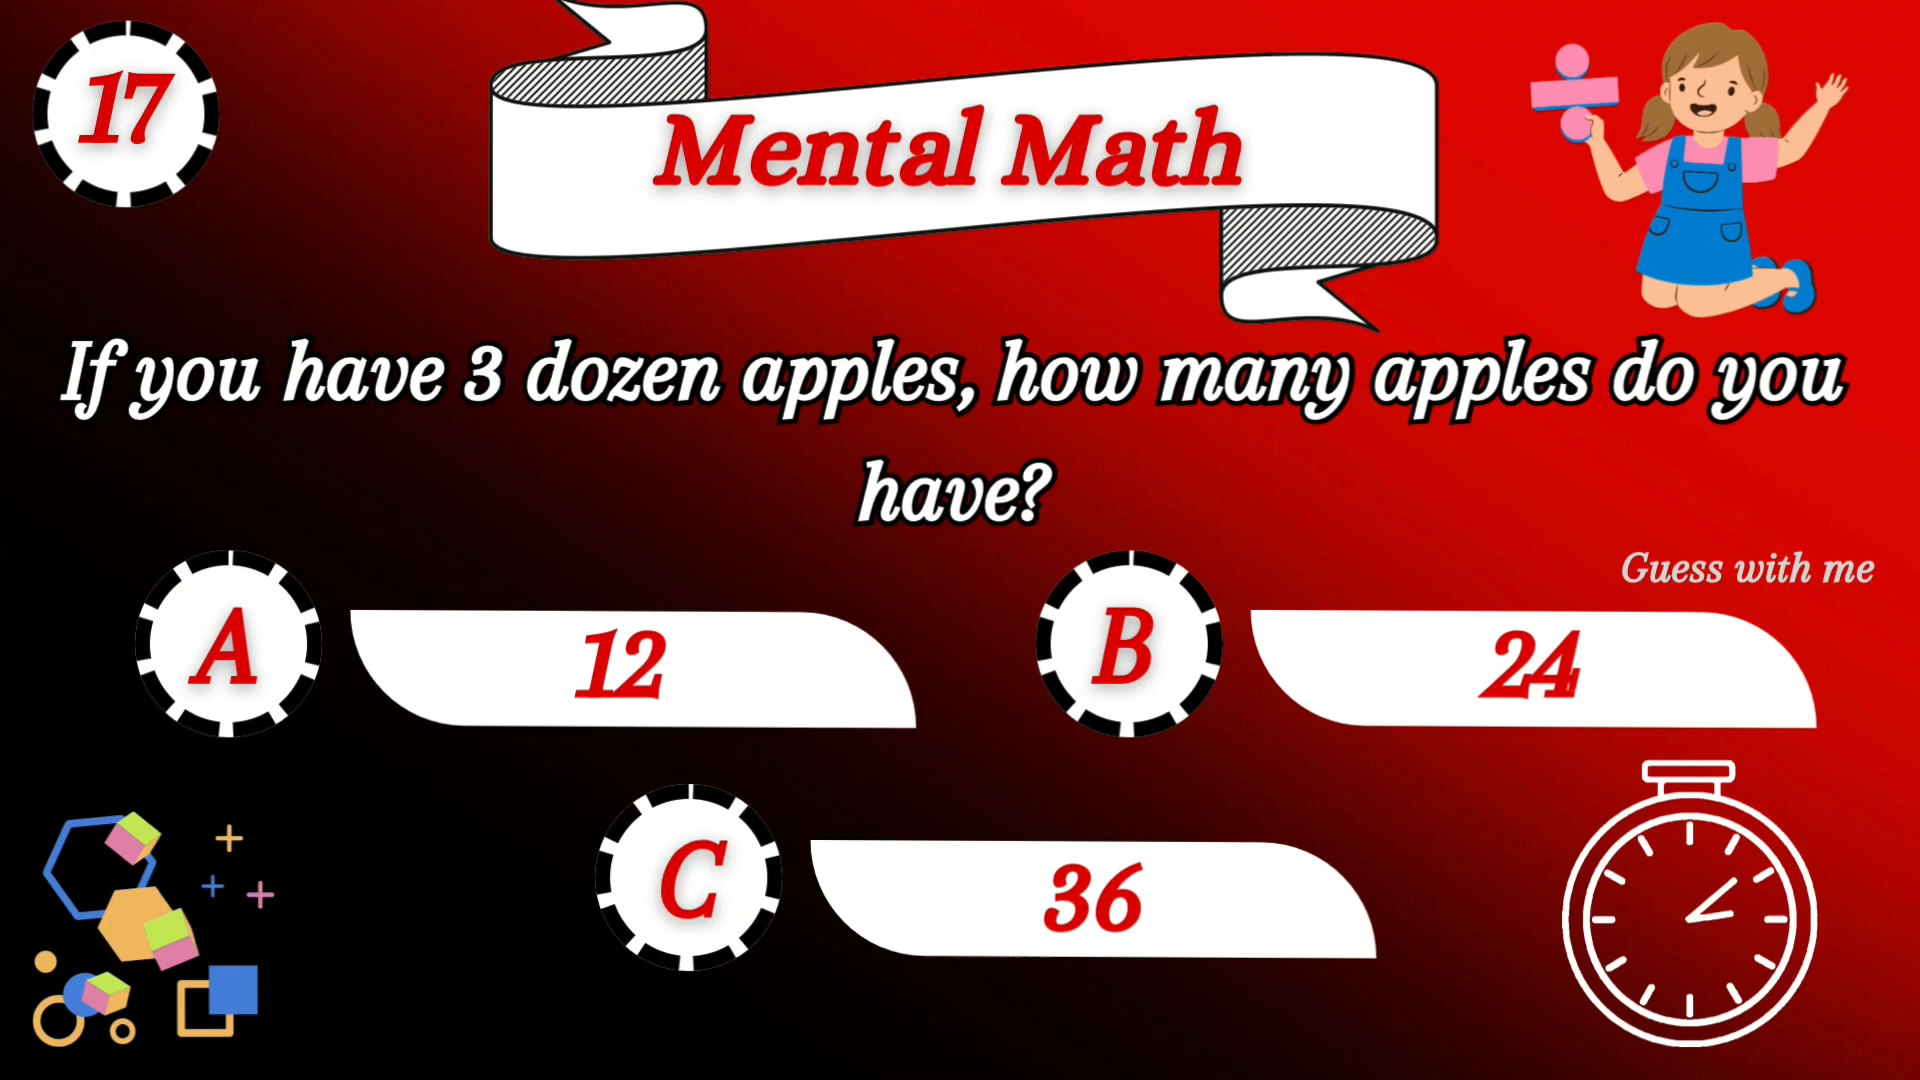 17
Mental Math
If you have 3 dozen apples, how many apples do you
have?
Guess with me
A
12
B
24
C
36